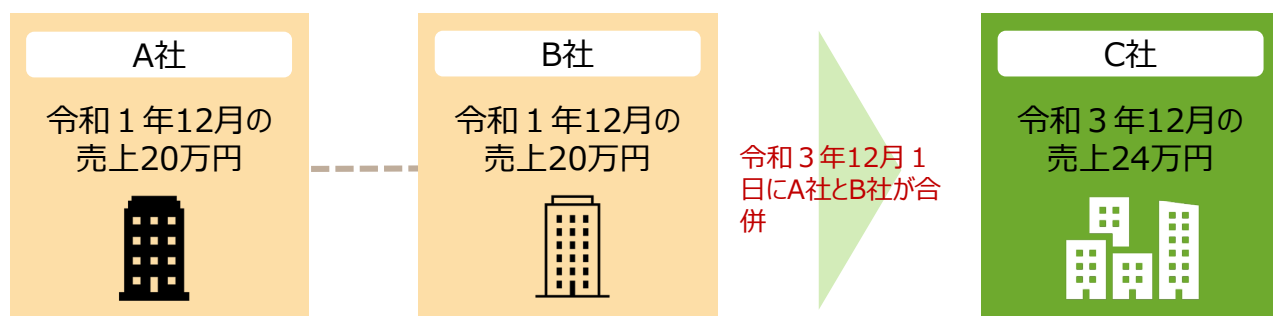 A社
令和１年12月の
売上20万円
B社
令和１年12月の
売上20万円
令和３年12月１
日にA社とB社が合
併
C社
令和３年12月の
売上24万円